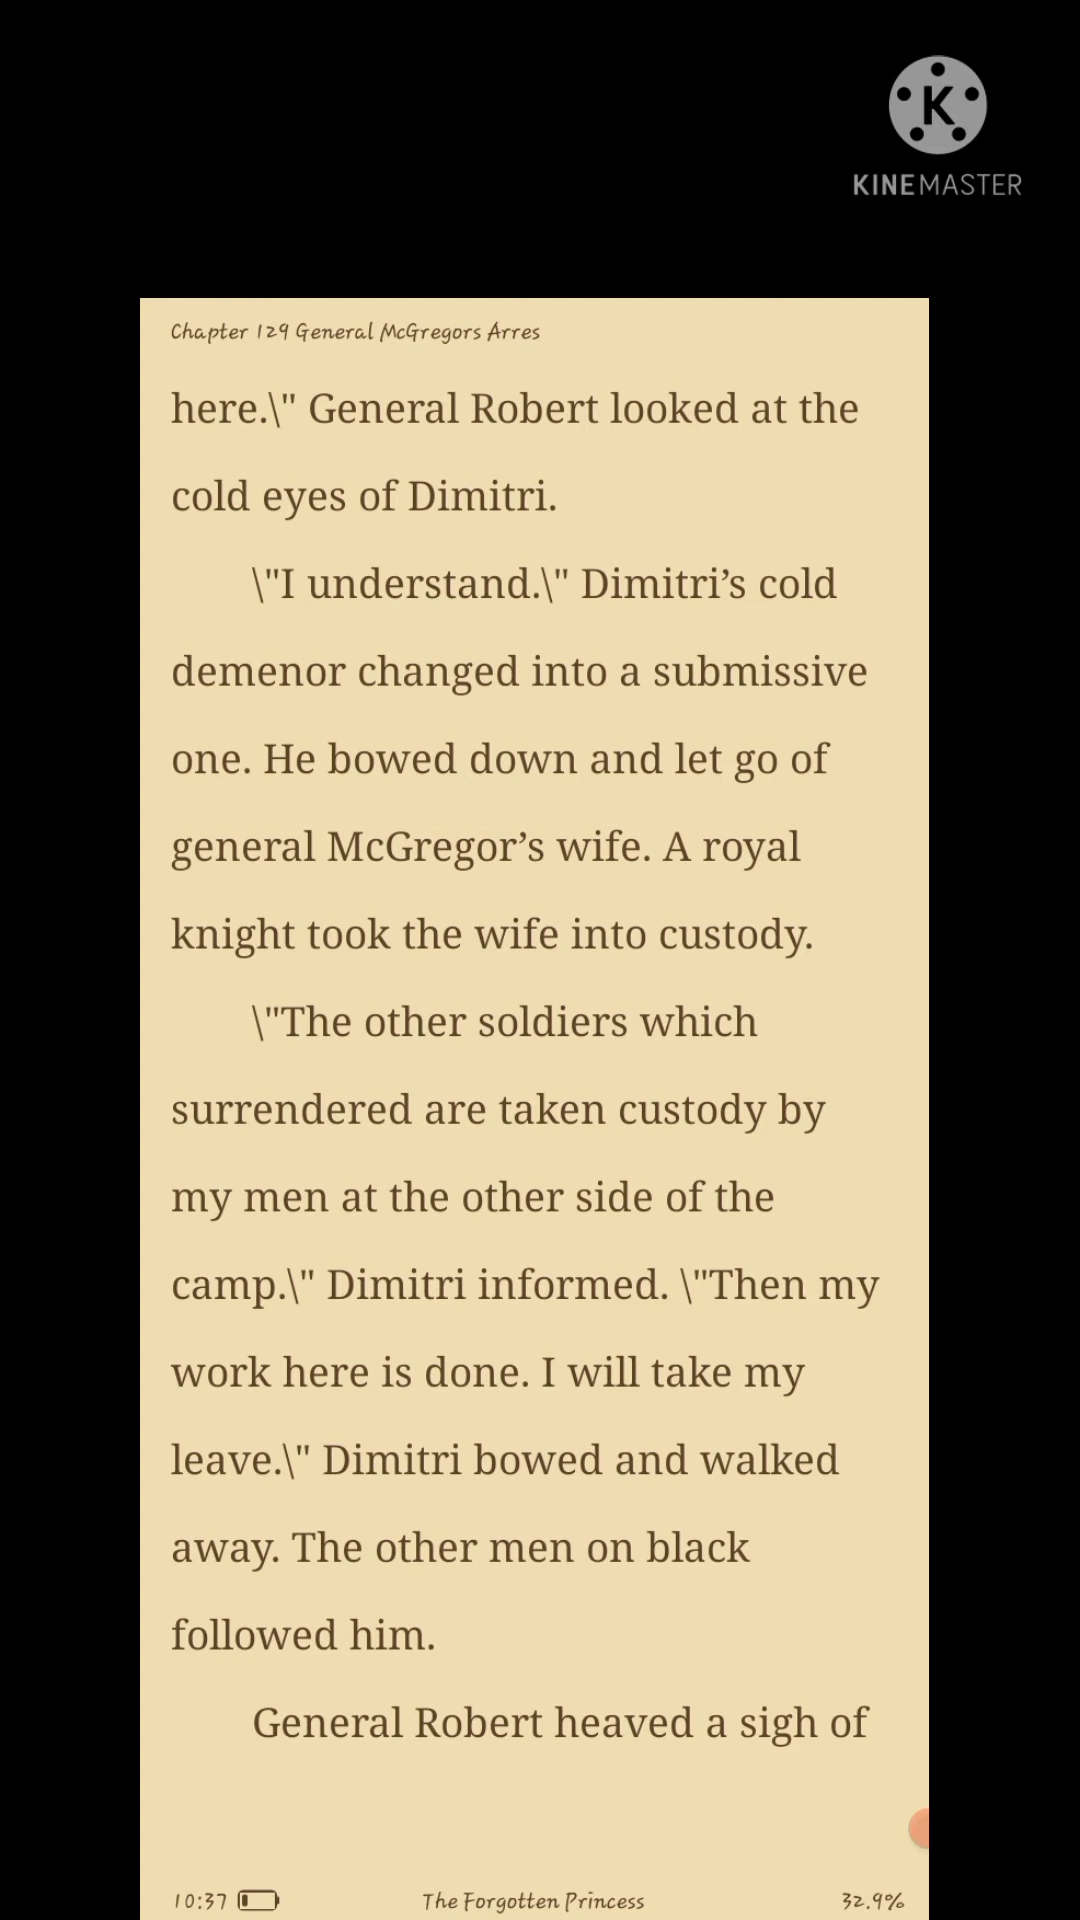 K
KINEMASTER
Chapter 129 General McGregors Arres
here.\" General Robert looked at the
cold eyes of Dimitri.
\"I understand.\" Dimitri’s cold
demenor changed into a submissive
one. He bowed down and let go of
general McGregor’s wife. A royal
knight took the wife into custody.
\"The other soldiers which
surrendered are taken custody by
my men at the other side of the
camp.\" Dimitri informed. \"Then my
work here is done. I will take my
leave.\" Dimitri bowed and walked
away. The other men on black
followed him.
General Robert heaved a sigh of
10:37 The Forgotten Princess 32.9%